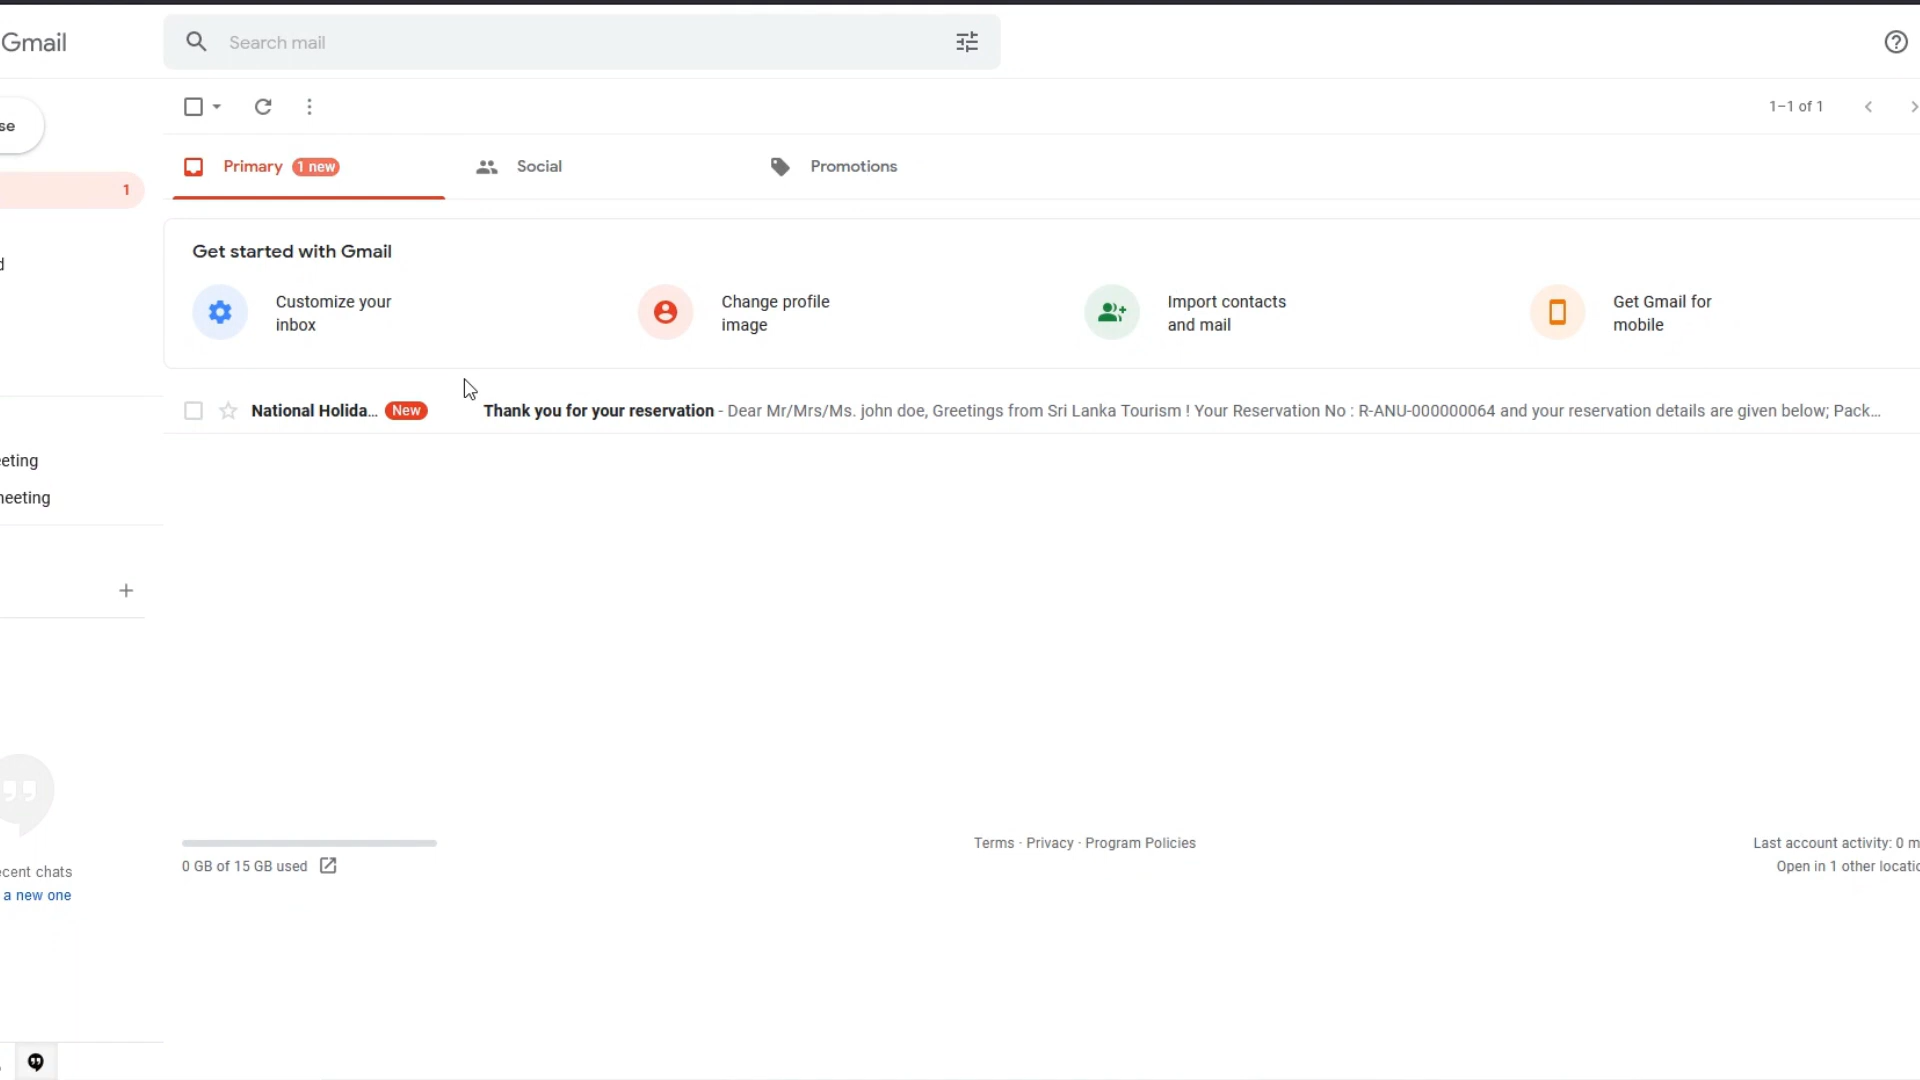 Gmail
Search mail
se
1–1 of 1
Primary 1 new
Social
Promotions
1
Get started with Gmail
Customize your
inbox
Change profile
image
Import contacts
and mail
Get Gmail for
mobile
d
National Holida... New
Thank you for your reservation - Dear Mr/Mrs/Ms. john doe, Greetings from Sri Lanka Tourism ! Your Reservation No : R-ANU-000000064 and your reservation details are given below; Pack...
eeting
meeting
0 GB of 15 GB used
Terms · Privacy · Program Policies
Last account activity: 0 m
Open in 1 other locatio
ecent chats
a new one